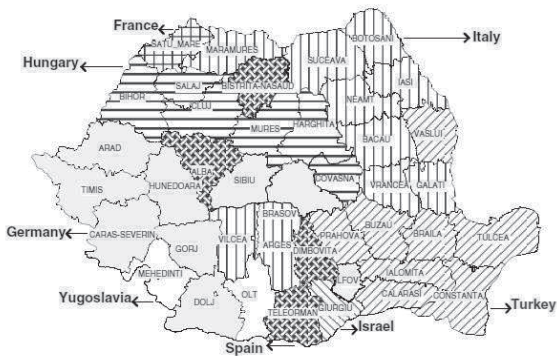 France
Italy
BOTOSANI
SATU_MARE
MARAMURES
SUCEAVA
Hungary
SALAJ
BISTRITA-NASAUD
IASI
BIHOR
CLUJ
NEAMT
MURES
HARGHITA
VASLUI
BACAU
ARAD
ALBA
COVASNA
SIBIU
TIMIS
HUNEDOARA
VRANCEA
GALATI
BRASOV
Germany
CARAS-SEVERIN
GORJ
VILCEA
ARGES
PRAHOVA
BUZAU
BRAILA
TULCEA
DIMBOVITA
MEHEDINTI
ILFOV
IALOMITA
Yugoslavia
DOLJ
OLT
CALARASI
CONSTANTA
TELEORMAN
GIURGIU
Turkey
Israel
Spain